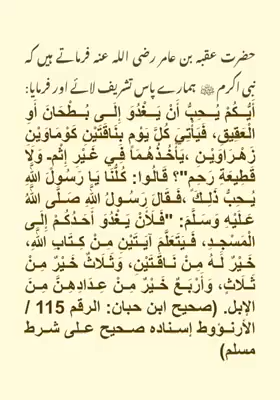 حضرت عقبہ بن عامر رضی اللہ عنہ فرماتے ہیں کہ
نبی اکرم ﷺ ہمارے پاس تشریف لائے اور فرمایا:
أَيُّكُمْ يُحِبُّ أَنْ يَغْدُوَ إِلَى بُطْحَانَ أَوِ
الْعَقِيقِ، فَيَأْتِيَ كُلَّ يَوْمٍ بِنَاقَتَيْنِ كَوْمَاوَيْنِ
زَهْرَاوَيْنِ، يَأْخُذُهُمَا فِي غَيْرِ إِثْمٍ- وَلَا
قَطِيعَةِ رَحِمٍ"؟ قَالُوا: كُلُّنَا يَا رَسُولَ اللَّهِ
يُحِبُّ ذَلِكَ، فَقَالَ رَسُولُ اللَّهِ صَلَّى اللَّهُ
عَلَيْهِ وَسَلَّمَ: "فَلَأَنْ يَغْدُوَ أَحَدُكُمْ إِلَى
الْمَسْجِدِ، فَيَتَعَلَّمَ آيَتَيْنِ مِنْ كِتَابِ اللَّهِ،
خَيْرٌ لَهُ مِنْ نَاقَتَيْنِ، وَثَلَاثٌ خَيْرٌ مِنْ
ثَلَاثٍ، وَأَرْبَعٌ خَيْرٌ مِنْ عِدَادِهِنَّ مِنَ
الإبل. (صحيح ابن حبان: الرقم 115 /
الأرنؤوط إسناده صحيح على شرط
مسلم)